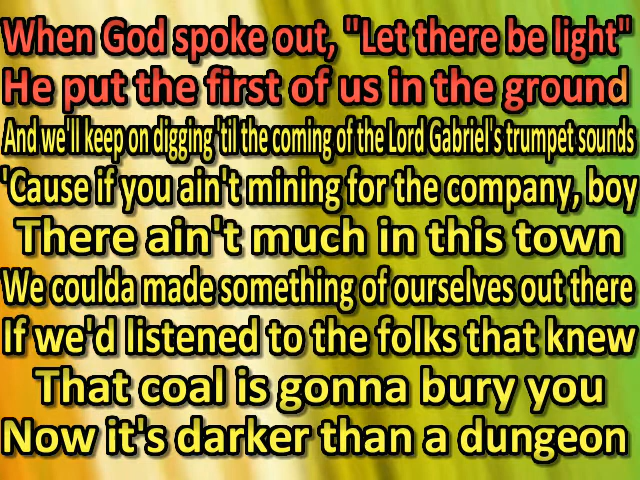 When God spoke out, "Let there be light"
He put the first of us in the ground
And we'll keep on digging 'til the coming of the Lord Gabriel's trumpet sounds
'Cause if you ain't mining for the company, boy
There ain't much in this town
We coulda made something of ourselves out there
If we'd listened to the folks that knew
That coal is gonna bury you
Now it's darker than a dungeon